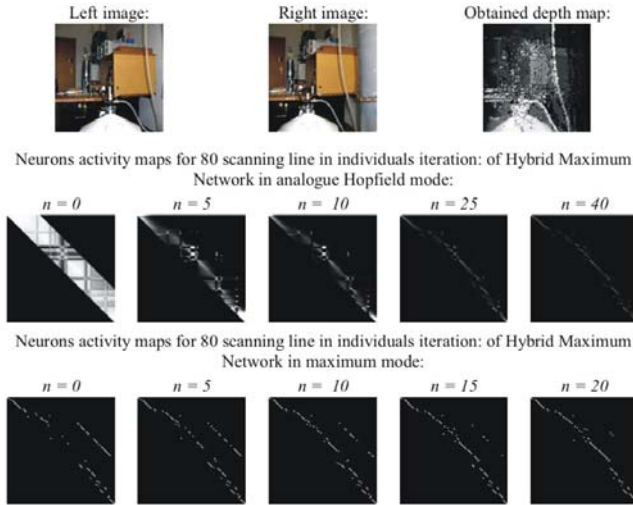 Left image: Right image: Obtained depth map:
Neurons activity maps for 80 scanning line in individuals iteration: of Hybrid Maximum
Network in analogue Hopfield mode:
n = 0 n = 5 n = 10 n = 25 n = 40
Neurons activity maps for 80 scanning line in individuals iteration: of Hybrid Maximum
Network in maximum mode:
n = 0 n = 5 n = 10 n = 15 n = 20